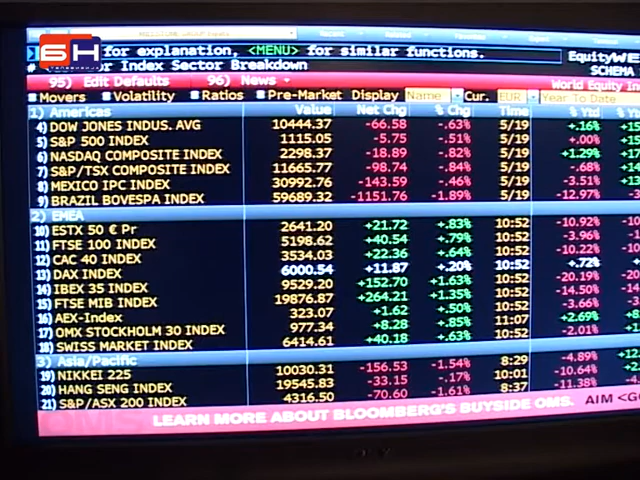 6H
for explanation, <MENU> for similar functions.
EquityWE
# or Index Sector Breakdown
SCHEMA
95) Edit Defaults 96) News
World Equity In
Movers Volatility Ratios Pre-Market Display Name Cur. EUR Year To Date
1) Americas Value Net Chg % Chg Time % Ytd
4) DOW JONES INDUS. AVG 10444.37 -66.58 -.63% 5/19 +.16%
5) S&P 500 INDEX 1115.05 -5.75 -.51% 5/19 +.00%
6) NASDAQ COMPOSITE INDEX 2298.37 -18.89 -.82% 5/19 +1.29%
7) S&P/TSX COMPOSITE INDEX 11665.77 -98.74 -.84% 5/19 -.68%
8) MEXICO IPC INDEX 30992.76 -143.59 -.46% 5/19 -3.51%
9) BRAZIL BOVESPA INDEX 59689.32 -1151.76 -1.89% 5/19 -12.97%
2) EMEA
10) ESTX 50 € Pr 2641.20 +21.72 +.83% 10:52 -10.92%
11) FTSE 100 INDEX 5198.62 +40.54 +.79% 10:52 -3.96%
12) CAC 40 INDEX 3534.03 +22.36 +.64% 10:52 -10.22%
13) DAX INDEX 6000.54 +11.87 +.20% 10:52 +.72%
14) IBEX 35 INDEX 9529.20 +152.70 +1.63% 10:52 -20.19%
15) FTSE MIB INDEX 19876.87 +264.21 +1.35% 10:52 -14.50%
16) AEX-Index 323.07 +1.62 +.50% 10:52 -3.66%
17) OMX STOCKHOLM 30 INDEX 977.34 +8.28 +.85% 11:07 +2.69%
18) SWISS MARKET INDEX 6414.61 +40.18 +.63% 10:52 -2.01%
3) Asia/Pacific
19) NIKKEI 225 10030.31 -156.53 -1.54% 8:29 -4.89%
20) HANG SENG INDEX 19545.83 -33.15 -.17% 10:01 -10.64%
21) S&P/ASX 200 INDEX 4316.50 -70.60 -1.61% 8:37 -11.38%
LEARN MORE ABOUT BLOOMBERG'S BUYSIDE OMS. AIM <GO